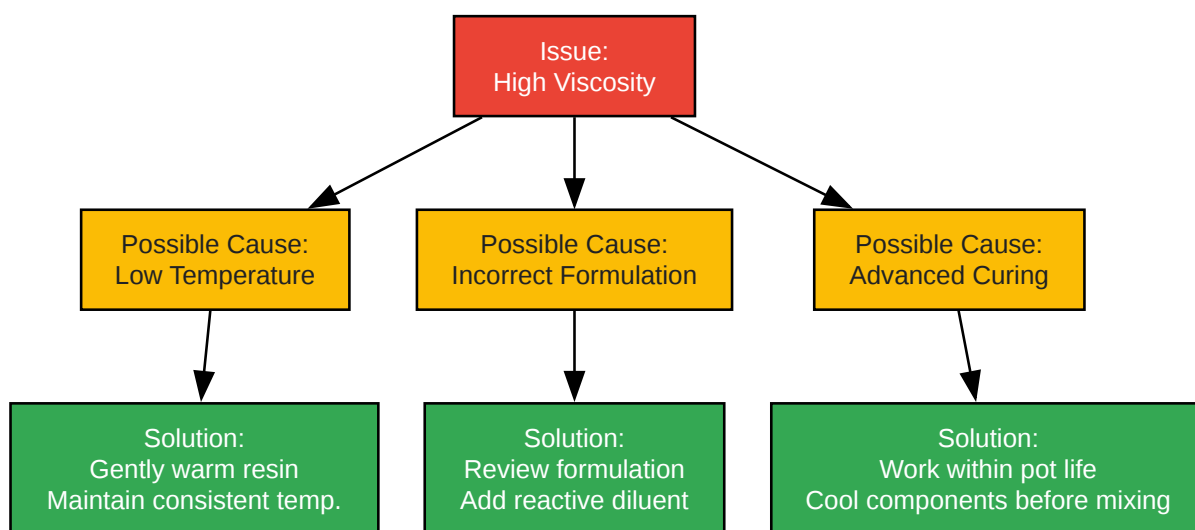 Issue:
High Viscosity
Possible Cause:
Low Temperature
Possible Cause:
Incorrect Formulation
Possible Cause:
Advanced Curing
Solution:
Gently warm resin
Maintain consistent temp.
Solution:
Review formulation
Add reactive diluent
Solution:
Work within pot life
Cool components before mixing